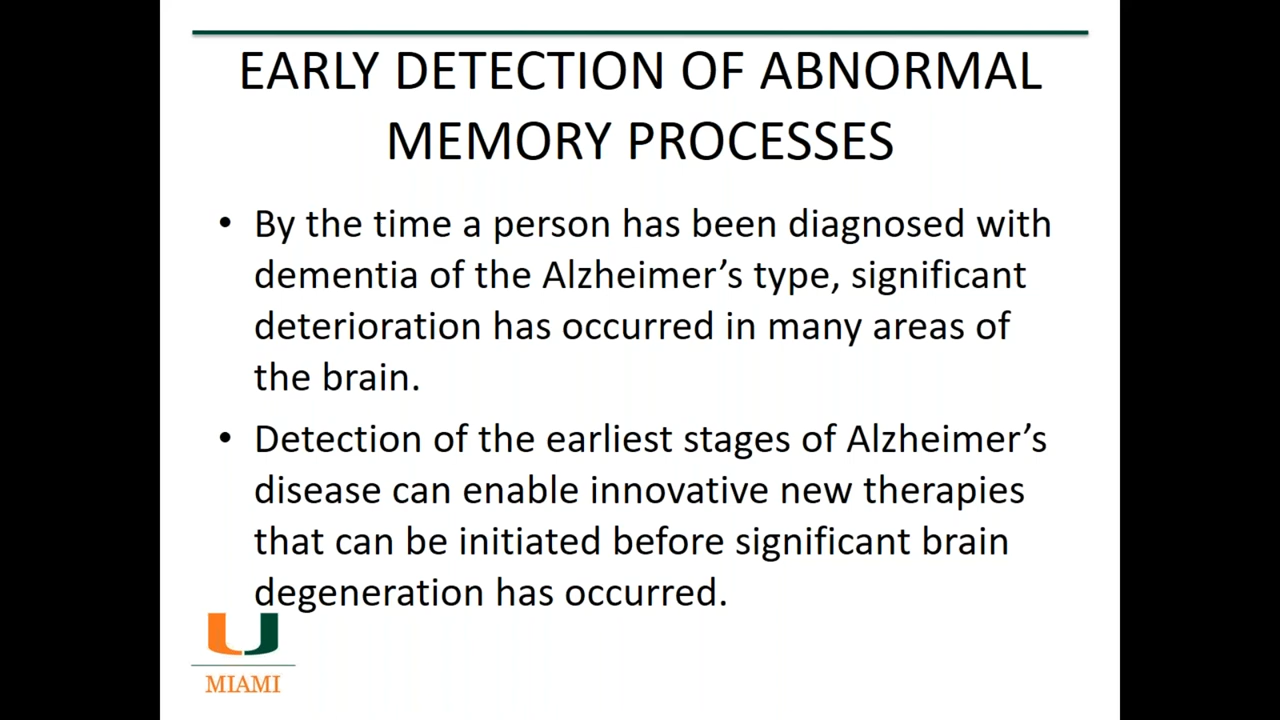 EARLY DETECTION OF ABNORMAL
MEMORY PROCESSES
• By the time a person has been diagnosed with
dementia of the Alzheimer’s type, significant
deterioration has occurred in many areas of
the brain.
• Detection of the earliest stages of Alzheimer’s
disease can enable innovative new therapies
that can be initiated before significant brain
degeneration has occurred.
U
MIAMI